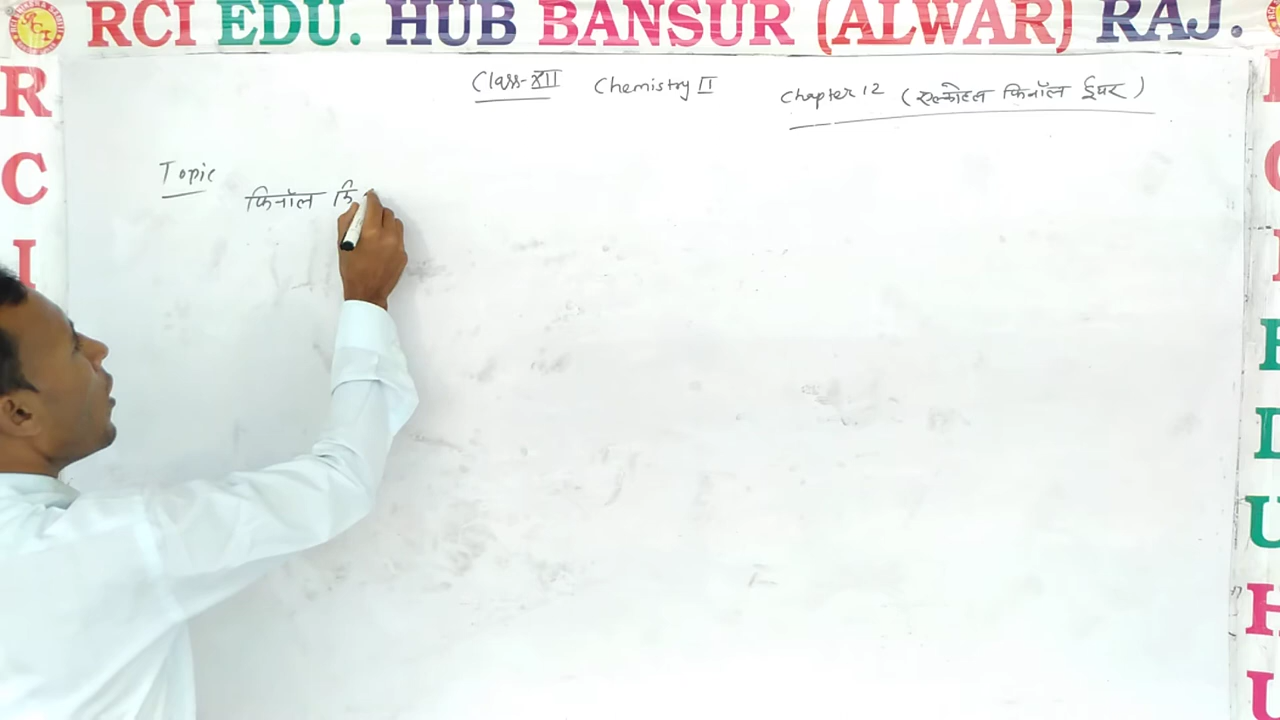 RCI EDU. HUB BANSUR (ALWAR) RAJ.
R
C
I
Class-XII Chemistry II Chapter 12 (एल्कोहल फिनॉल ईथर)
Topic
फिनॉल
E
D
U
H
U